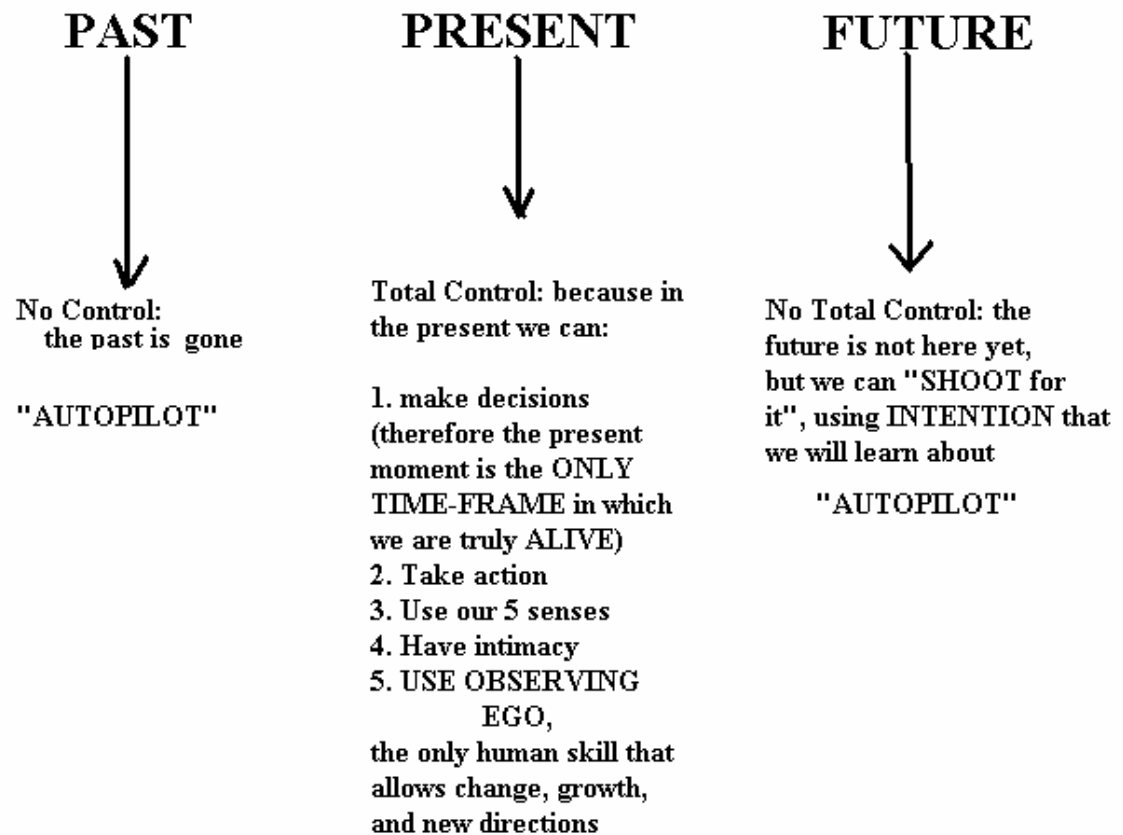 PAST
No Control:
the past is gone
"AUTOPILOT"
PRESENT
Total Control: because in
the present we can:
1. make decisions
(therefore the present
moment is the ONLY
TIME-FRAME in which
we are truly ALIVE)
2. Take action
3. Use our 5 senses
4. Have intimacy
5. USE OBSERVING
EGO,
the only human skill that
allows change, growth,
and new directions
FUTURE
No Total Control: the
future is not here yet,
but we can "SHOOT for
it", using INTENTION that
we will learn about
"AUTOPILOT"